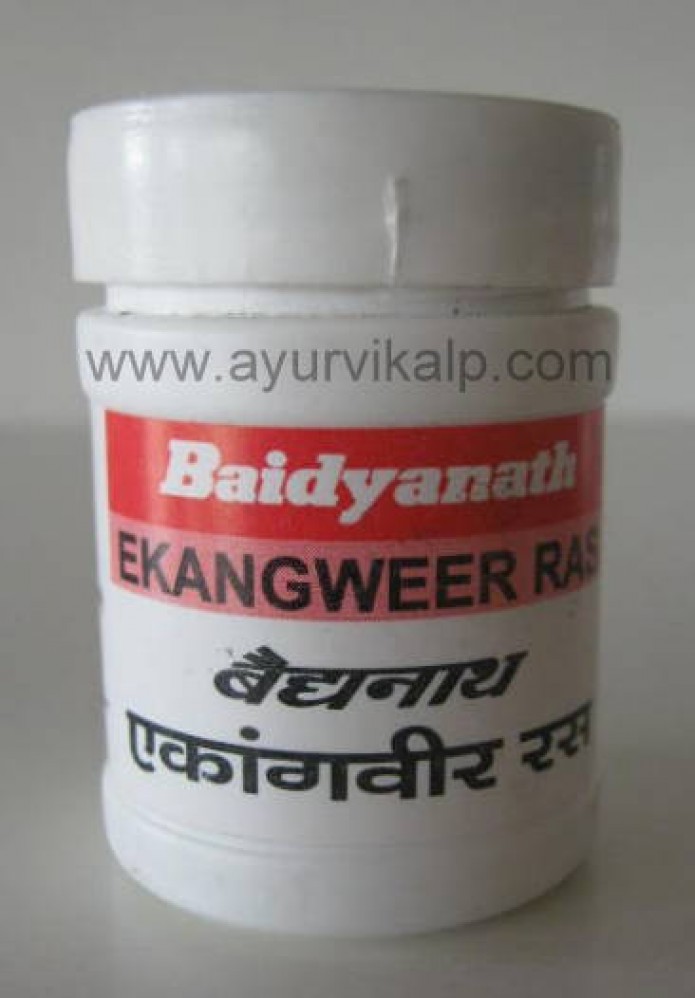 www.ayurvikalp.com
Baidyanath
EKANGWEER RAS
बैद्यनाथ
एकांगवीर रस